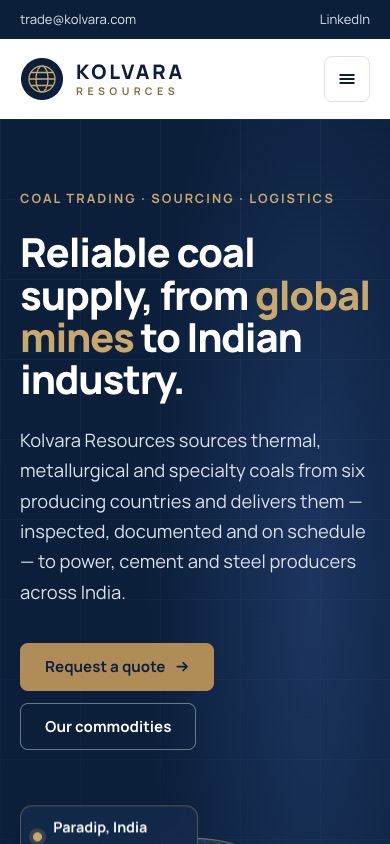 trade@kolvara.com LinkedIn
KOLVARA
RESOURCES
COAL TRADING · SOURCING · LOGISTICS
Reliable coal
supply, from global
mines to Indian
industry.
Kolvara Resources sources thermal,
metallurgical and specialty coals from six
producing countries and delivers them —
inspected, documented and on schedule
— to power, cement and steel producers
across India.
Request a quote →
Our commodities
Paradip, India